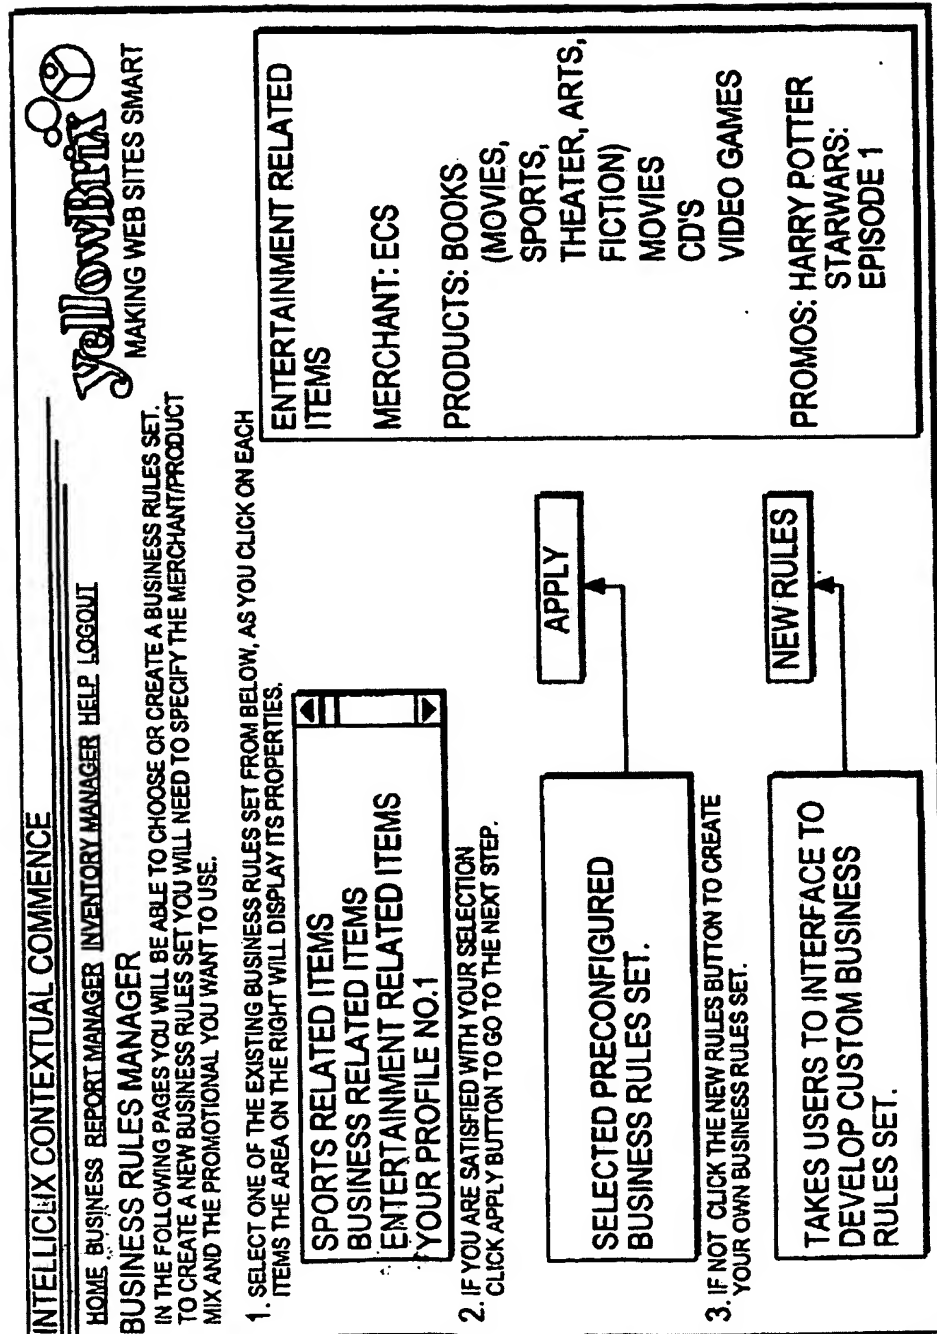 INTELLICLIX CONTEXTUAL COMMENCE
yellowBrix
MAKING WEB SITES SMART
HOME BUSINESS REPORT MANAGER INVENTORY MANAGER HELP LOGOUT
BUSINESS RULES MANAGER
IN THE FOLLOWING PAGES YOU WILL BE ABLE TO CHOOSE OR CREATE A BUSINESS RULES SET.
TO CREATE A NEW BUSINESS RULES SET YOU WILL NEED TO SPECIFY THE MERCHANT/PRODUCT
MIX AND THE PROMOTIONAL YOU WANT TO USE.
1. SELECT ONE OF THE EXISTING BUSINESS RULES SET FROM BELOW, AS YOU CLICK ON EACH
ITEMS THE AREA ON THE RIGHT WILL DISPLAY ITS PROPERTIES.
SPORTS RELATED ITEMS
BUSINESS RELATED ITEMS
ENTERTAINMENT RELATED ITEMS
YOUR PROFILE NO.1
2. IF YOU ARE SATISFIED WITH YOUR SELECTION
CLICK APPLY BUTTON TO GO TO THE NEXT STEP.
SELECTED PRECONFIGURED
BUSINESS RULES SET.
APPLY
3. IF NOT CLICK THE NEW RULES BUTTON TO CREATE
YOUR OWN BUSINESS RULES SET.
TAKES USERS TO INTERFACE TO
DEVELOP CUSTOM BUSINESS
RULES SET.
NEW RULES
ENTERTAINMENT RELATED
ITEMS
MERCHANT: ECS
PRODUCTS: BOOKS
(MOVIES,
SPORTS,
THEATER, ARTS,
FICTION)
MOVIES
CD'S
VIDEO GAMES
PROMOS: HARRY POTTER
STARWARS:
EPISODE 1